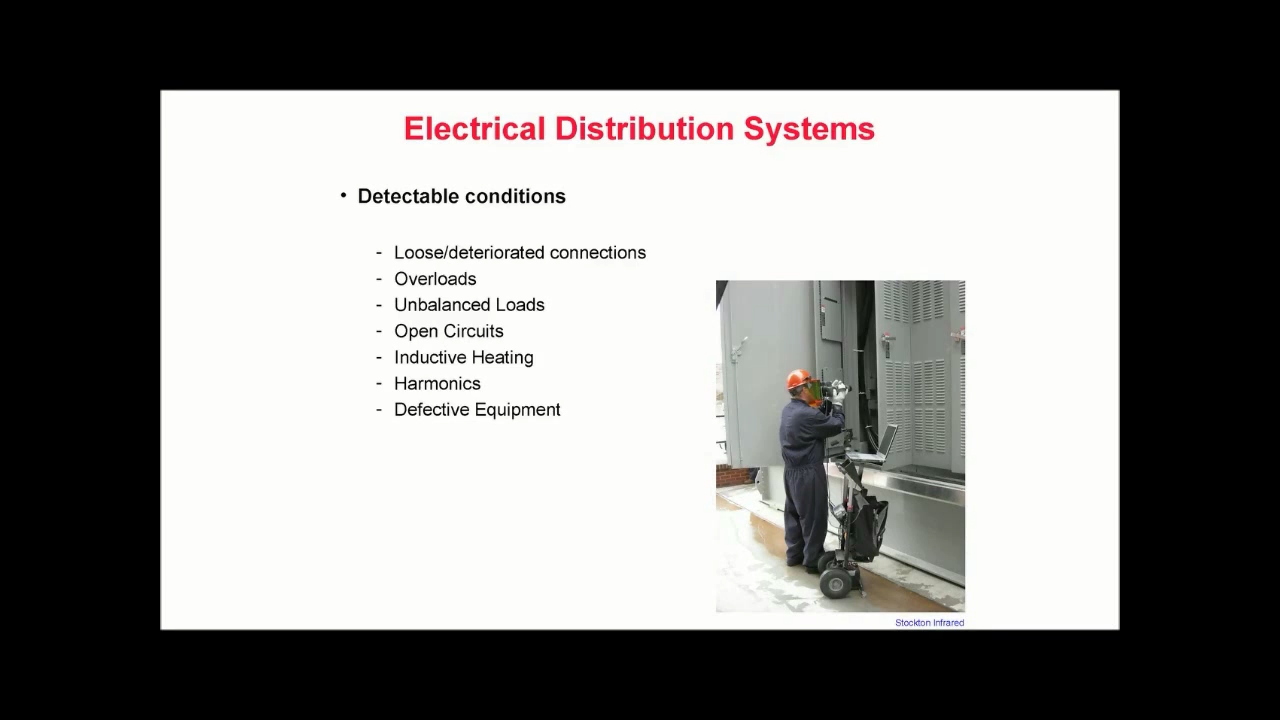 Electrical Distribution Systems
• Detectable conditions
- Loose/deteriorated connections
- Overloads
- Unbalanced Loads
- Open Circuits
- Inductive Heating
- Harmonics
- Defective Equipment
Stockton Infrared